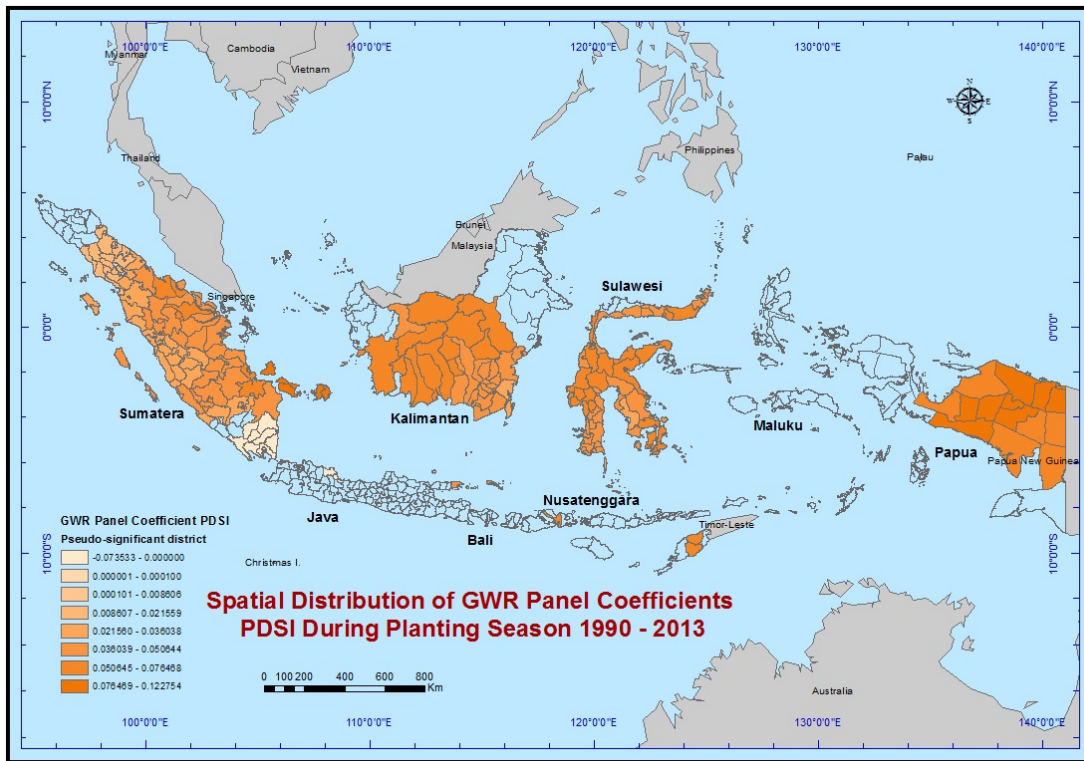 100°0'0"E 110°0'0"E 120°0'0"E 130°0'0"E 140°0'0"E
Myanmar
Cambodia
Vietnam
10°0'0"N
10°0'0"N
W E
S
Thailand
Philippines
Palau
Brunei
Malaysia
Singapore
Sulawesi
0°0'0"
0°0'0"
Sumatera
Kalimantan
Maluku
Papua
Papua New Guinea
Java
Bali
Nusatenggara
Timor-Leste
10°0'0"S
10°0'0"S
Christmas I.
GWR Panel Coefficient PDSI
Pseudo-significant district
-0.073533 - 0.000000
0.000001 - 0.000100
0.000101 - 0.008606
0.008607 - 0.021559
0.021560 - 0.036038
0.036039 - 0.050644
0.050645 - 0.076468
0.076469 - 0.122754
Spatial Distribution of GWR Panel Coefficients
PDSI During Planting Season 1990 - 2013
0 100 200 400 600 800
Km
Australia
100°0'0"E 110°0'0"E 120°0'0"E 130°0'0"E 140°0'0"E